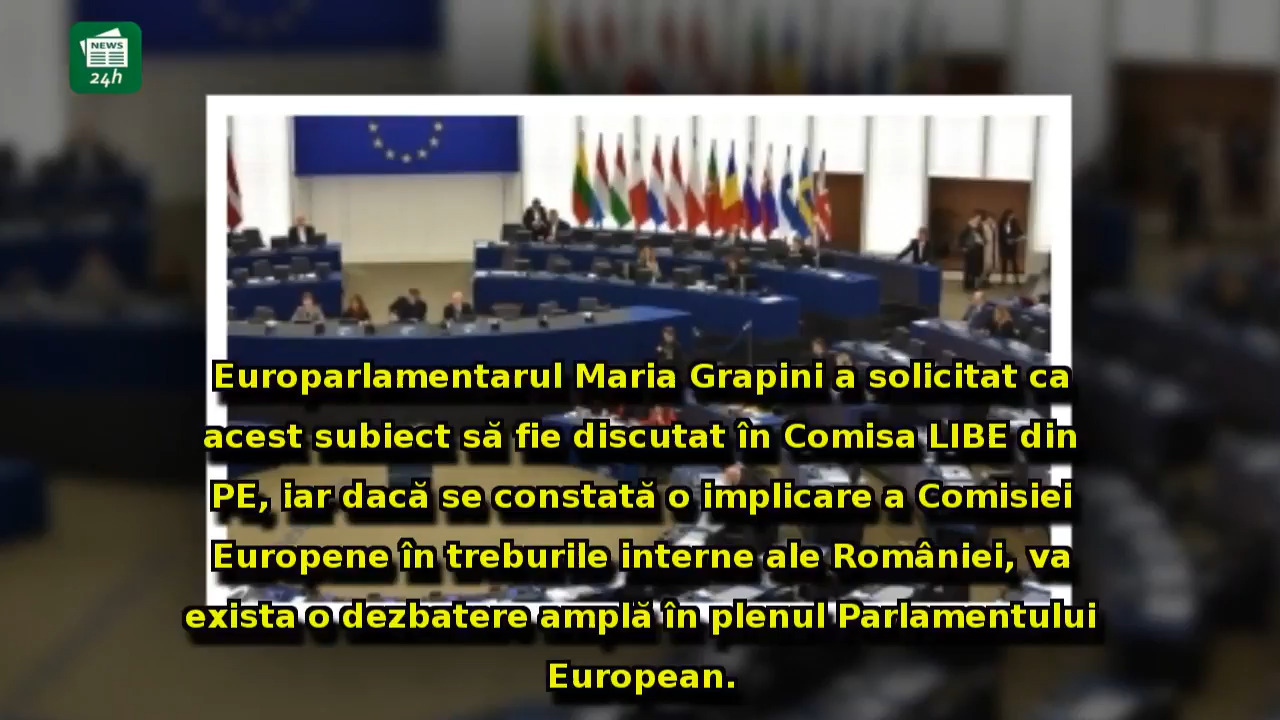 NEWS
24h
Europarlamentarul Maria Grapini a solicitat ca
acest subiect să fie discutat în Comisa LIBE din
PE, iar dacă se constată o implicare a Comisiei
Europene în treburile interne ale României, va
exista o dezbatere amplă în plenul Parlamentului
European.